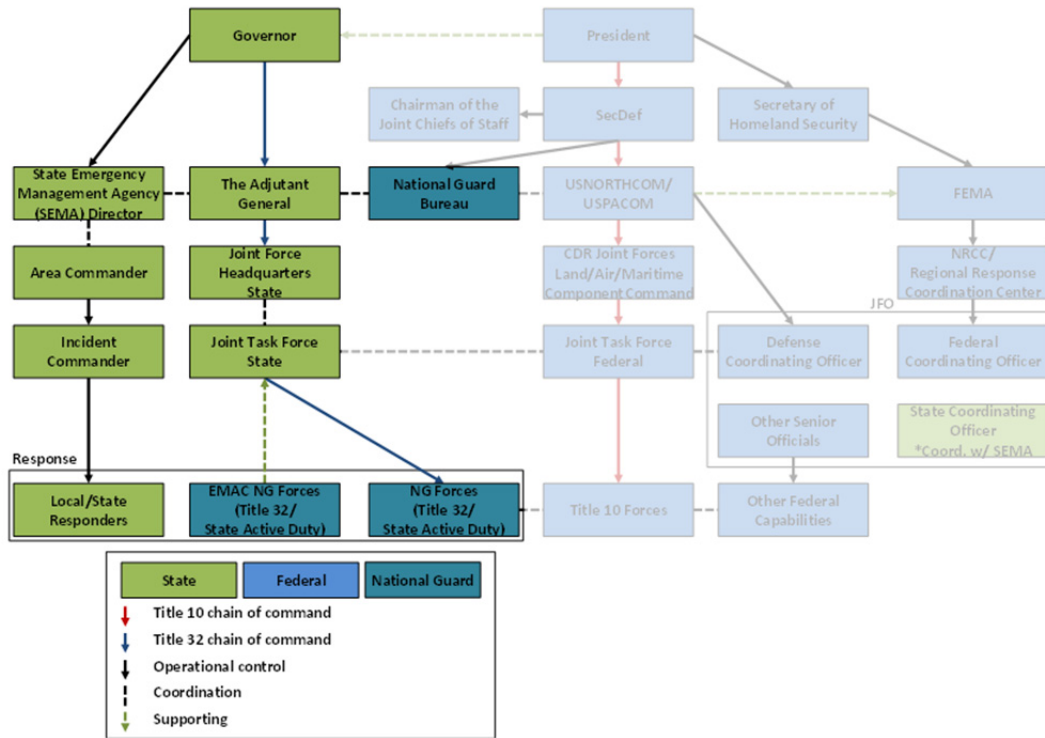 Governor
President
Chairman of the
Joint Chiefs of Staff
SecDef
Secretary of
Homeland Security
State Emergency
Management Agency
(SEMA) Director
The Adjutant
General
National Guard
Bureau
USNORTHCOM/
USPACOM
FEMA
Area Commander
Joint Force
Headquarters
State
CDR Joint Forces
Land/Air/Maritime
Component Command
NRCC/
Regional Response
Coordination Center
JFO
Incident
Commander
Joint Task Force
State
Joint Task Force
Federal
Defense
Coordinating Officer
Federal
Coordinating Officer
Other Senior
Officials
State Coordinating
Officer
*Coord. w/ SEMA
Response
Local/State
Responders
EMAC NG Forces
(Title 32/
State Active Duty)
NG Forces
(Title 32/
State Active Duty)
Title 10 Forces
Other Federal
Capabilities
State
Federal
National Guard
Title 10 chain of command
Title 32 chain of command
Operational control
Coordination
Supporting